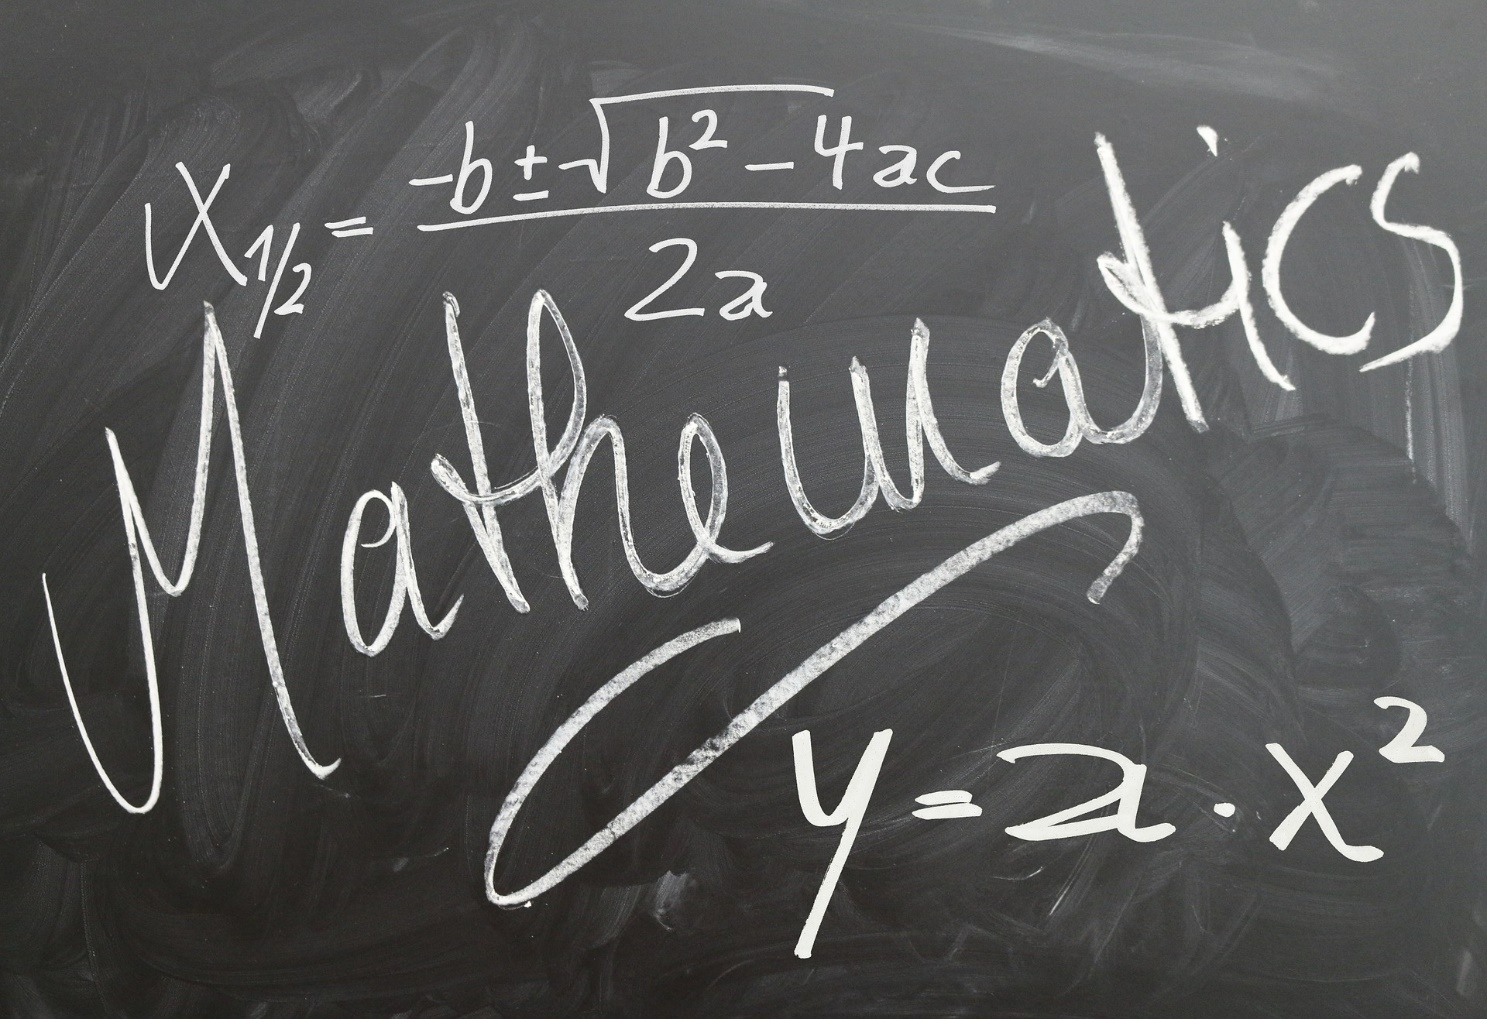 x₁/₂ = (-b ± √(b² - 4ac)) / 2a
Mathematics
y = a · x²